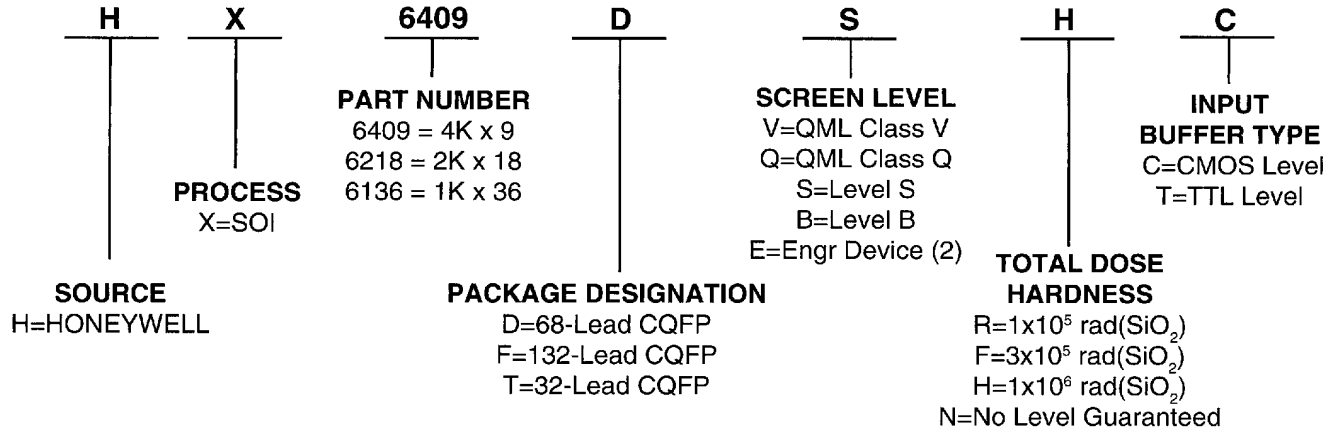 H X 6409 D S H C
PART NUMBER
6409 = 4K x 9
6218 = 2K x 18
6136 = 1K x 36
SCREEN LEVEL
V=QML Class V
Q=QML Class Q
S=Level S
B=Level B
E=Engr Device (2)
INPUT
BUFFER TYPE
C=CMOS Level
T=TTL Level
PROCESS
X=SOI
SOURCE
H=HONEYWELL
PACKAGE DESIGNATION
D=68-Lead CQFP
F=132-Lead CQFP
T=32-Lead CQFP
TOTAL DOSE
HARDNESS
R=1x10⁵ rad(SiO₂)
F=3x10⁵ rad(SiO₂)
H=1x10⁶ rad(SiO₂)
N=No Level Guaranteed